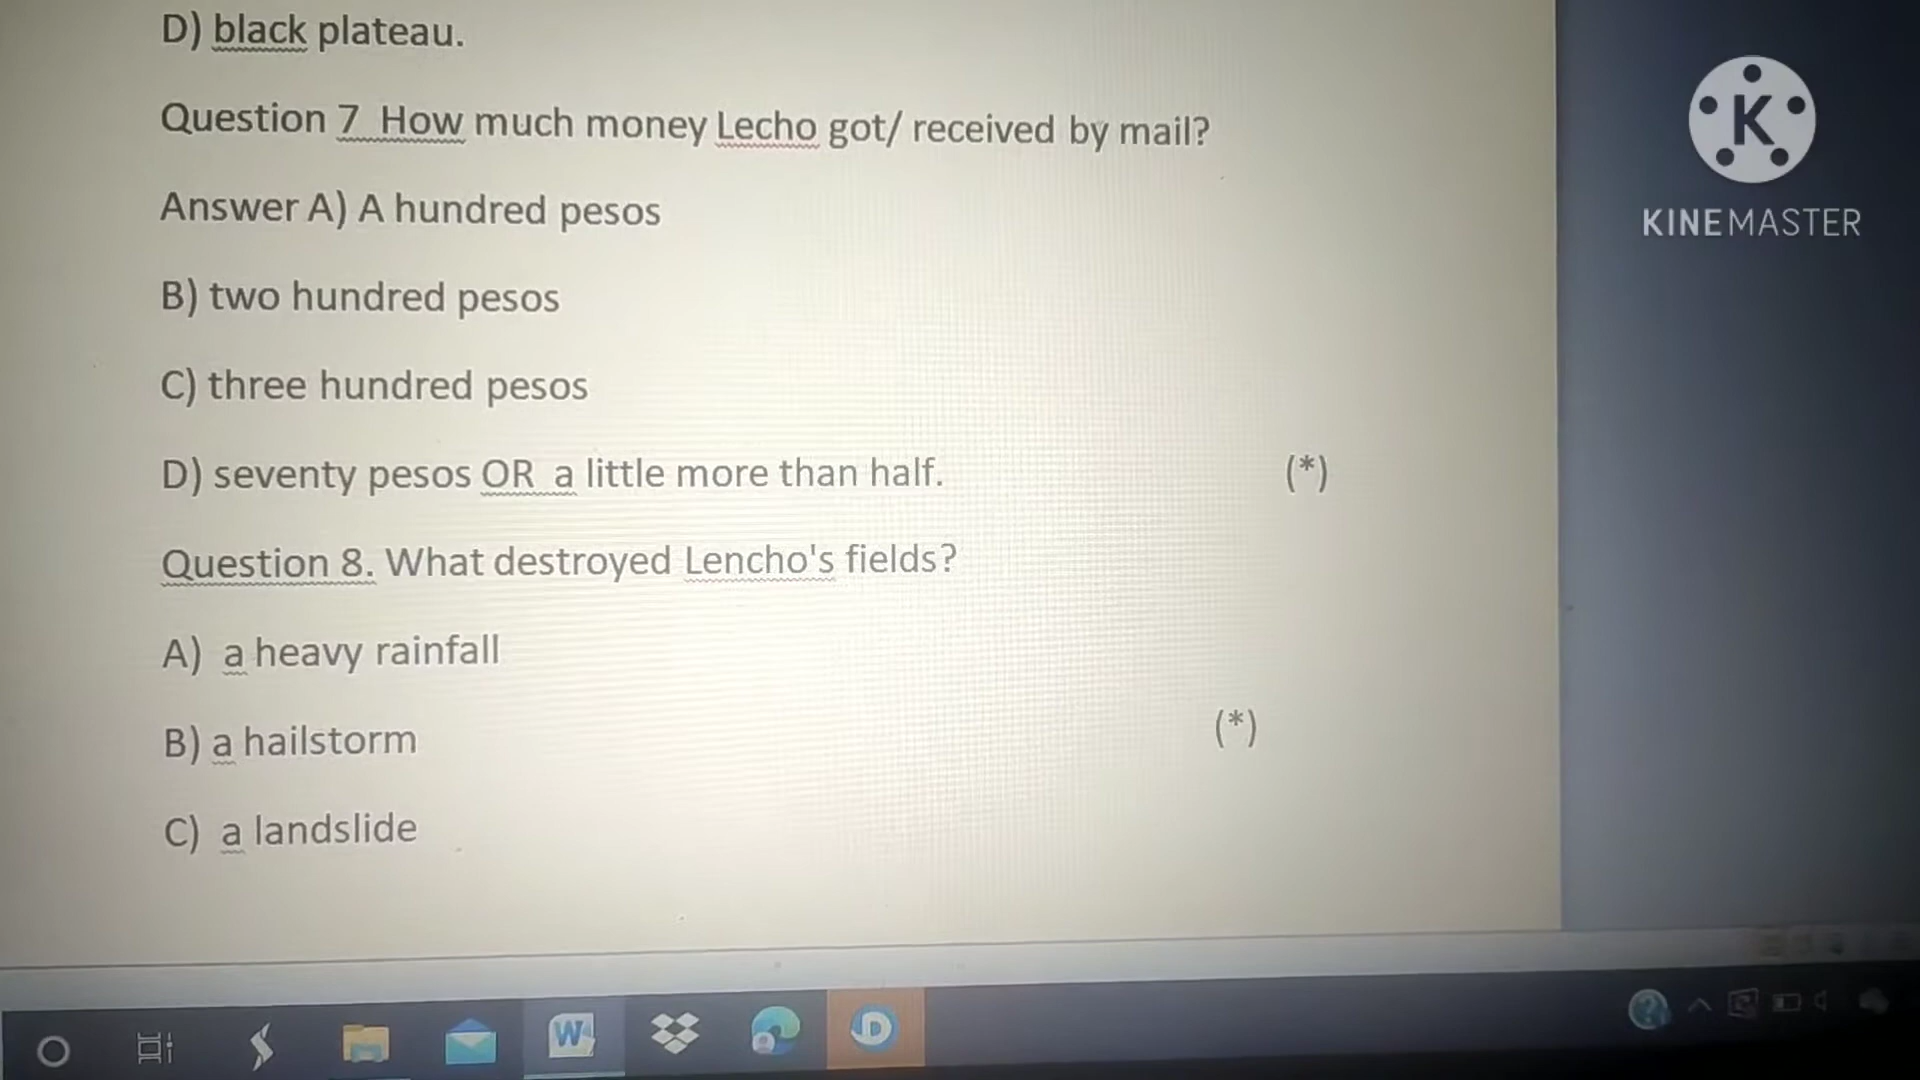 D) black plateau.
Question 7 How much money Lecho got/ received by mail?
Answer A) A hundred pesos
B) two hundred pesos
C) three hundred pesos
D) seventy pesos OR a little more than half. (*)
Question 8. What destroyed Lencho's fields?
A) a heavy rainfall
B) a hailstorm (*)
C) a landslide
K
KINEMASTER